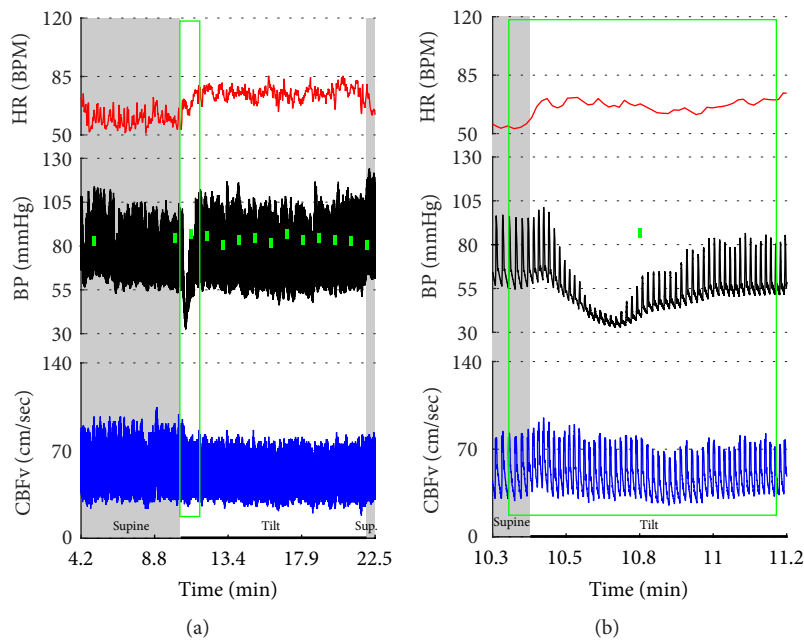 120
85
50
HR (BPM)
130
105
80
55
30
BP (mmHg)
140
70
0
CBFv (cm/sec)
Supine
Tilt
Sup.
4.2
8.8
13.4
17.9
22.5
Time (min)
(a)
120
85
50
HR (BPM)
130
105
80
55
30
BP (mmHg)
140
70
0
CBFv (cm/sec)
Supine
Tilt
10.3
10.5
10.8
11
11.2
Time (min)
(b)